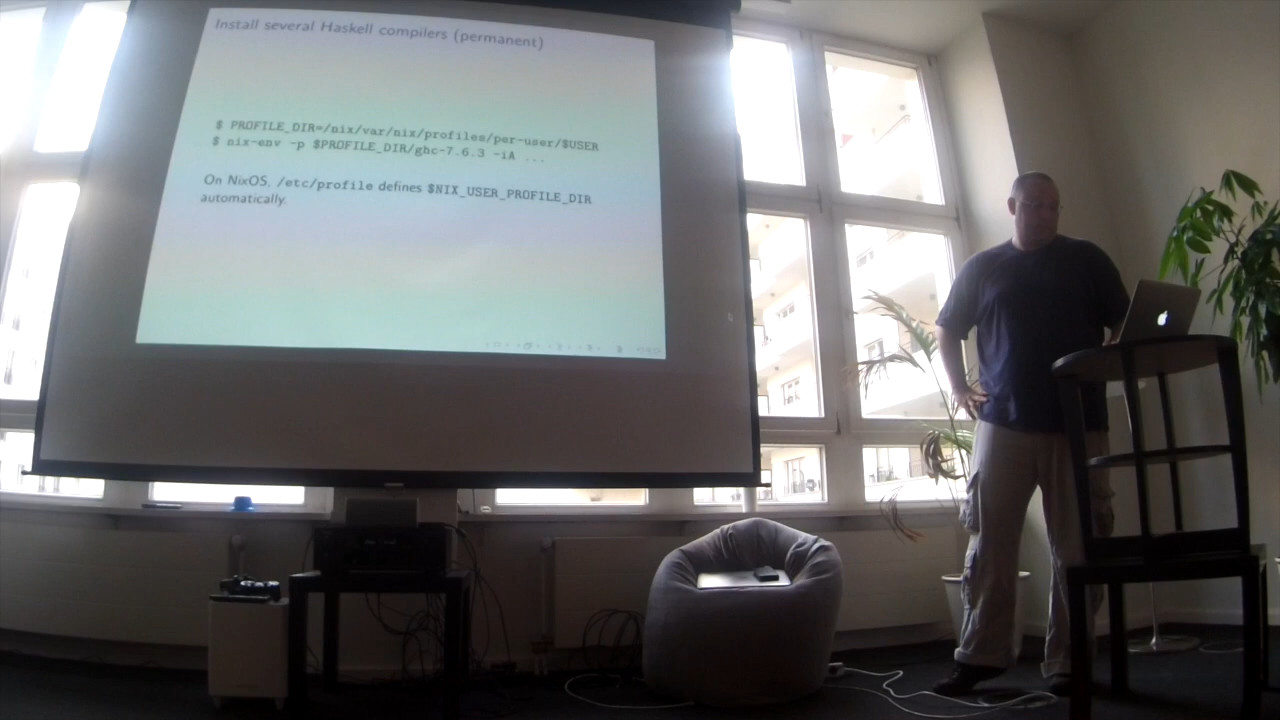 Install several Haskell compilers (permanent)
$ PROFILE_DIR=/nix/var/nix/profiles/per-user/$USER
$ nix-env -p $PROFILE_DIR/ghc-7.6.3 -iA ...
On NixOS, /etc/profile defines $NIX_USER_PROFILE_DIR
automatically.